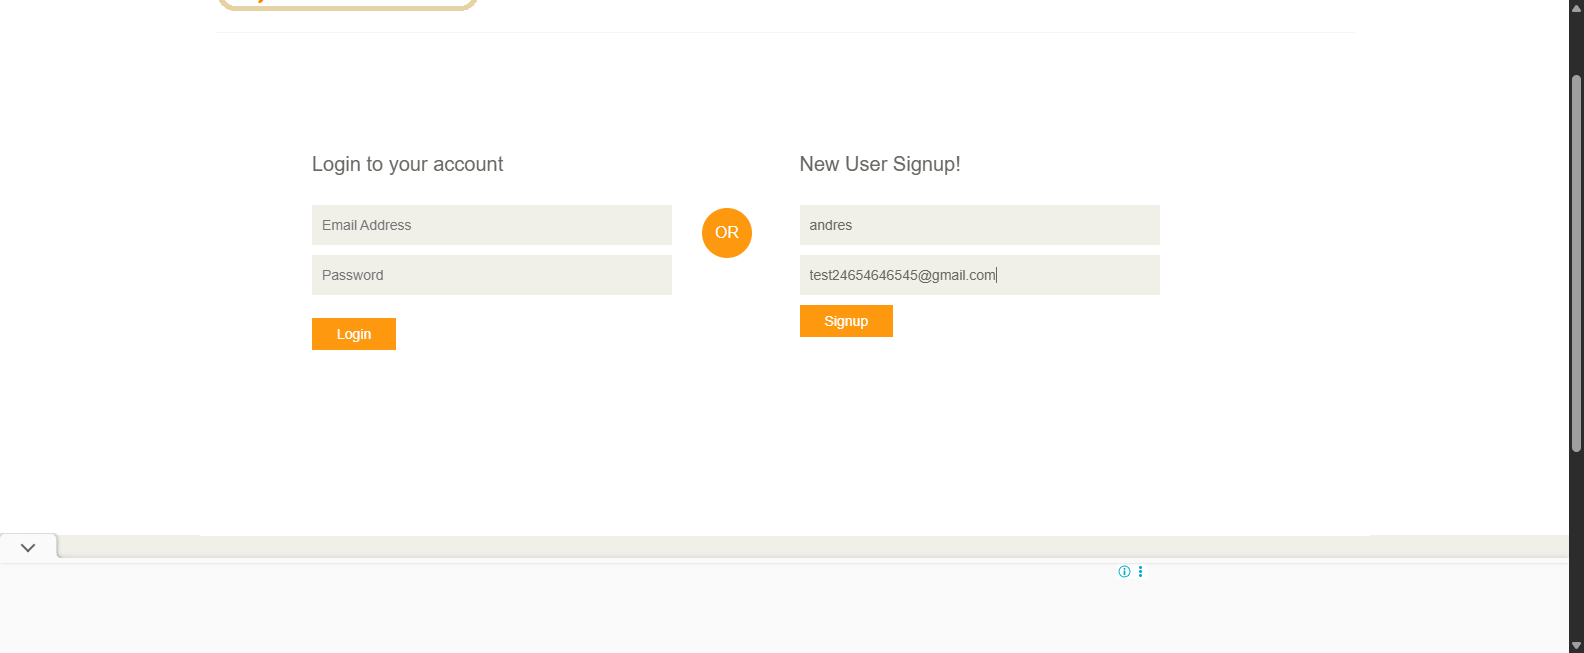 Login to your account
Email Address
Password
Login
OR
New User Signup!
andres
test24654646545@gmail.com
Signup